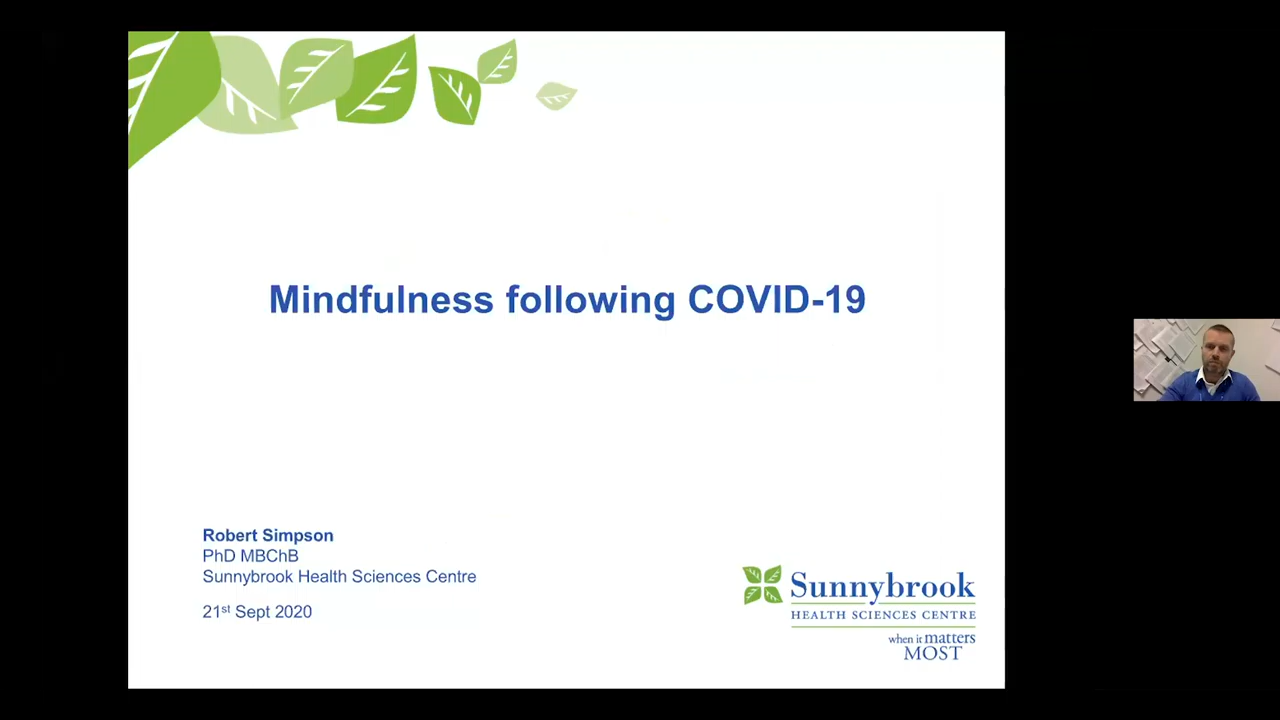 Mindfulness following COVID-19
Robert Simpson
PhD MBChB
Sunnybrook Health Sciences Centre
21st Sept 2020
Sunnybrook
HEALTH SCIENCES CENTRE
when it matters
MOST